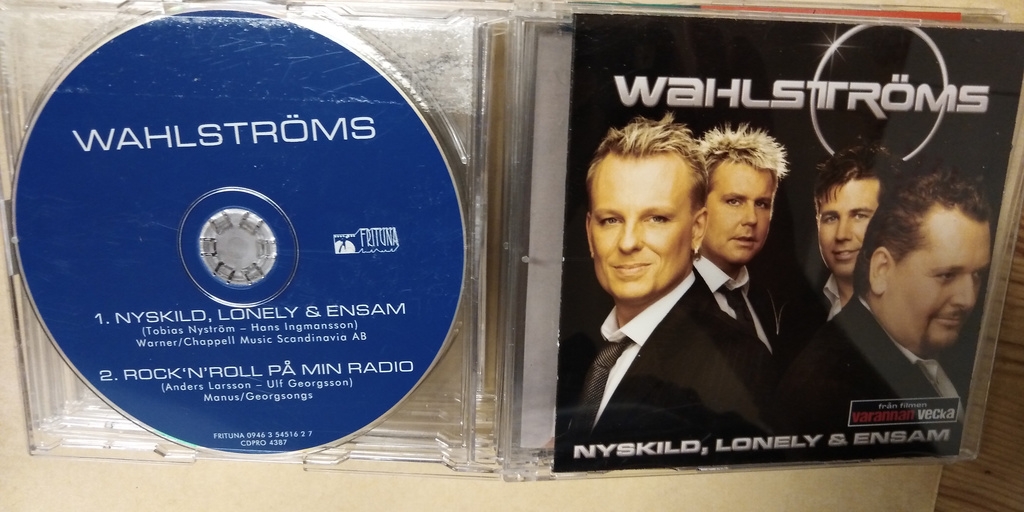 WAHLSTRÖMS
FRITUNA
1. NYSKILD, LONELY & ENSAM
(Tobias Nyström – Hans Ingmansson)
Warner/Chappell Music Scandinavia AB
2. ROCK'N'ROLL PÅ MIN RADIO
(Anders Larsson – Ulf Georgsson)
Manus/Georgsongs
FRITUNA 0946 3 54516 2 7
CDPRO 4387
WAHLSTRÖMS
från filmen
varannan vecka
NYSKILD, LONELY & ENSAM